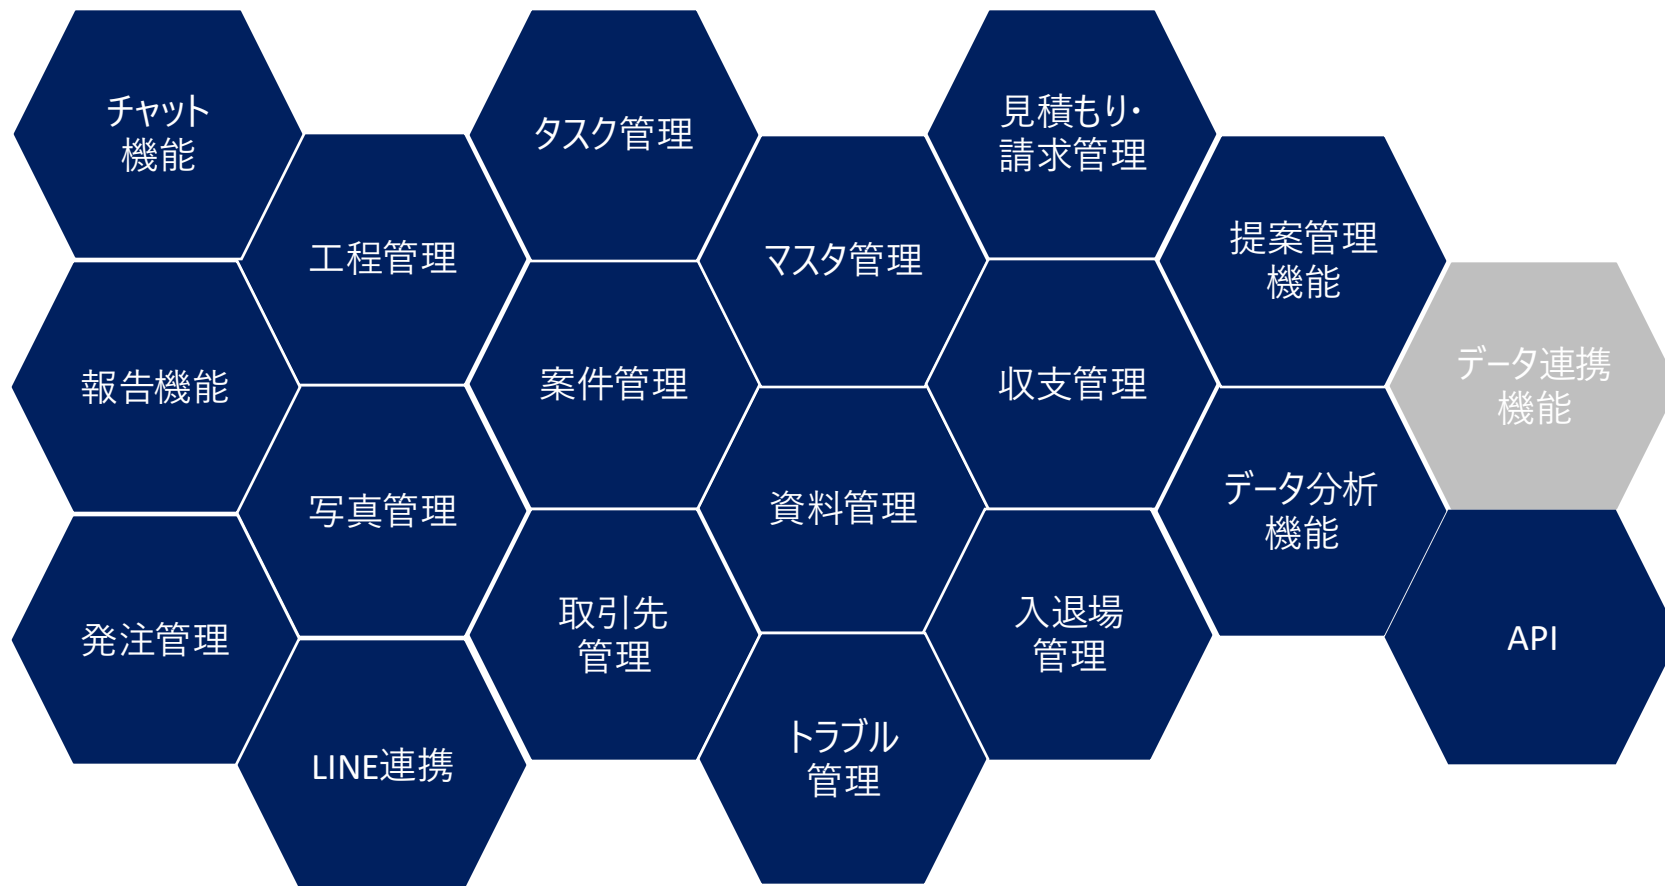 チャット
機能
報告機能
発注管理
工程管理
写真管理
LINE連携
タスク管理
案件管理
取引先
管理
マスタ管理
資料管理
トラブル
管理
見積もり・
請求管理
収支管理
入退場
管理
提案管理
機能
データ分析
機能
データ連携
機能
API